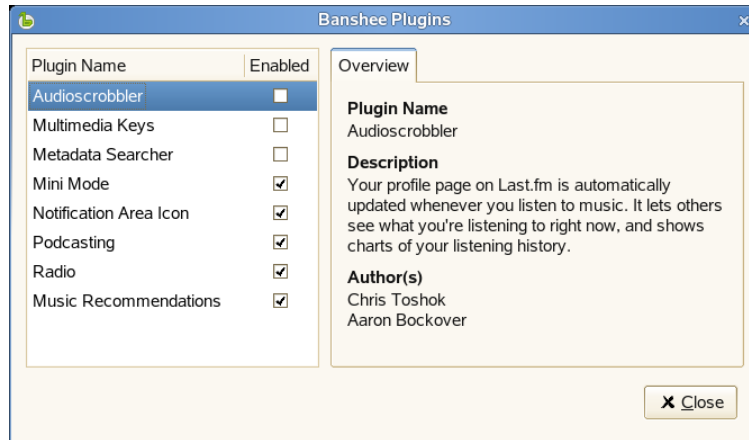 Banshee Plugins
Plugin Name Enabled
Audioscrobbler
Multimedia Keys
Metadata Searcher
Mini Mode
Notification Area Icon
Podcasting
Radio
Music Recommendations
Overview
Plugin Name
Audioscrobbler
Description
Your profile page on Last.fm is automatically
updated whenever you listen to music. It lets others
see what you're listening to right now, and shows
charts of your listening history.
Author(s)
Chris Toshok
Aaron Bockover
Close